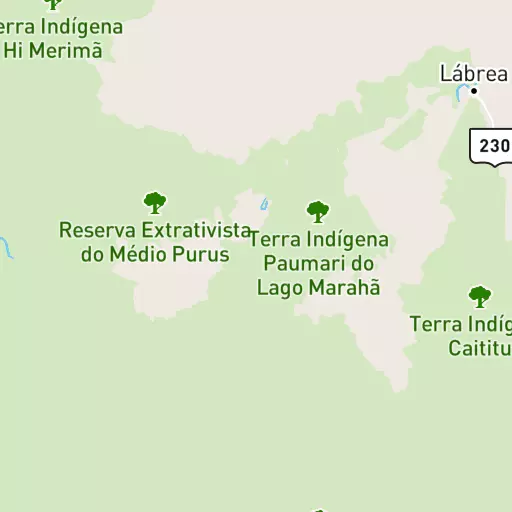 erra Indígena
Hi Merimã
Lábrea
230
Reserva Extrativista
do Médio Purus
Terra Indígena
Paumari do
Lago Marahã
Terra Indíg
Caititu